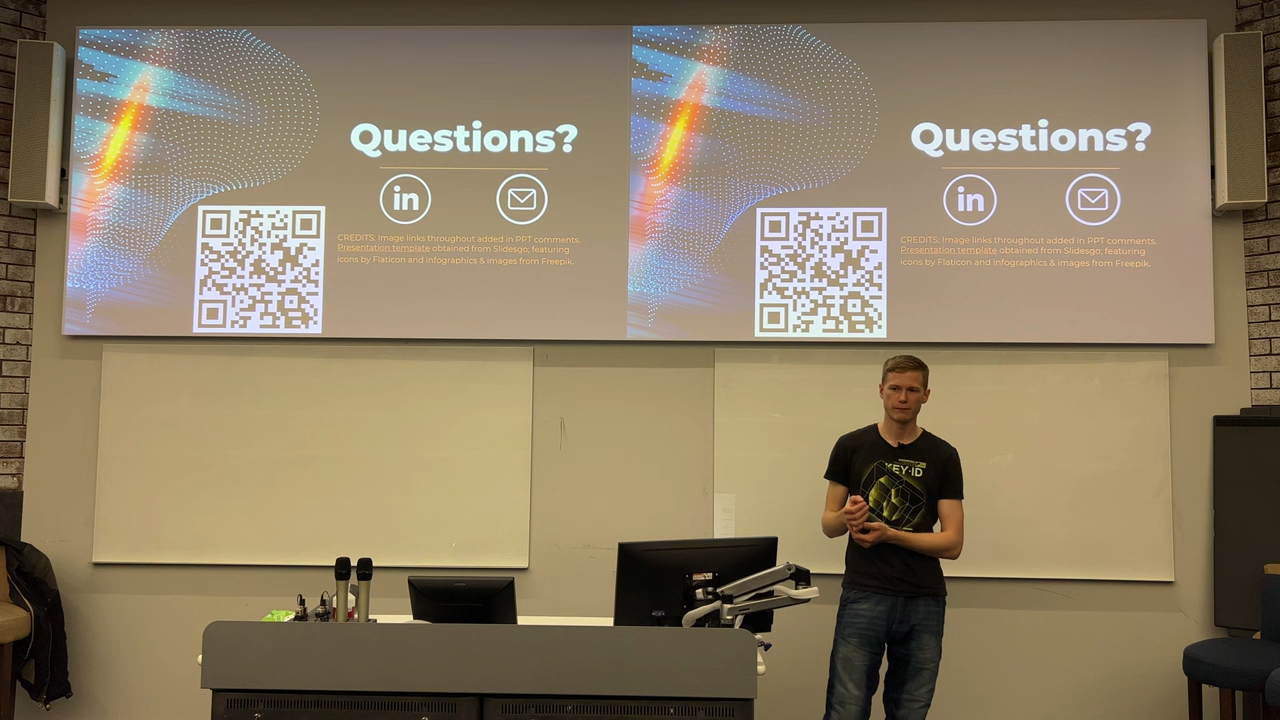 Questions?
in
CREDITS: Image links throughout added in PPT comments.
Presentation template obtained from Slidesgo; featuring
icons by Flaticon and infographics & images from Freepik.
Questions?
in
CREDITS: Image links throughout added in PPT comments.
Presentation template obtained from Slidesgo; featuring
icons by Flaticon and infographics & images from Freepik.
KEY-ID